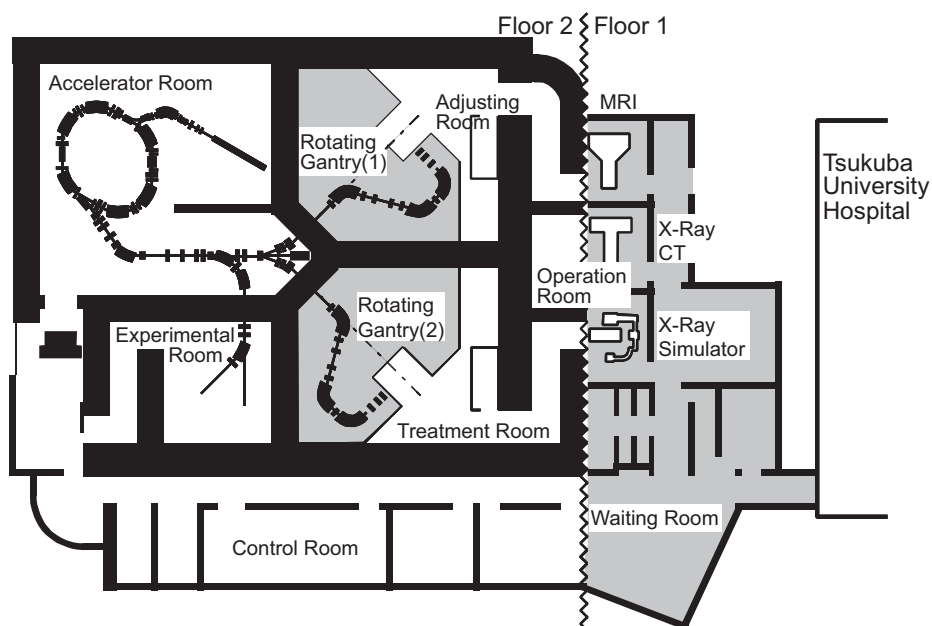 Floor 2
Floor 1
Accelerator Room
MRI
Adjusting
Room
Rotating
Gantry(1)
Tsukuba
University
Hospital
X-Ray
CT
Operation
Room
Rotating
Gantry(2)
Experimental
Room
X-Ray
Simulator
Treatment Room
Waiting Room
Control Room